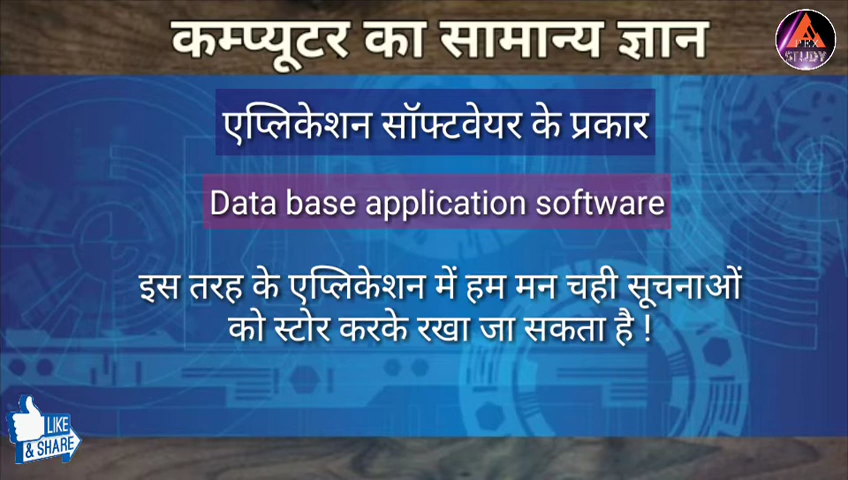 कम्प्यूटर का सामान्य ज्ञान
APEX
STUDY
एप्लिकेशन सॉफ्टवेयर के प्रकार
Data base application software
इस तरह के एप्लिकेशन में हम मन चही सूचनाओं
को स्टोर करके रखा जा सकता है !
LIKE
& SHARE